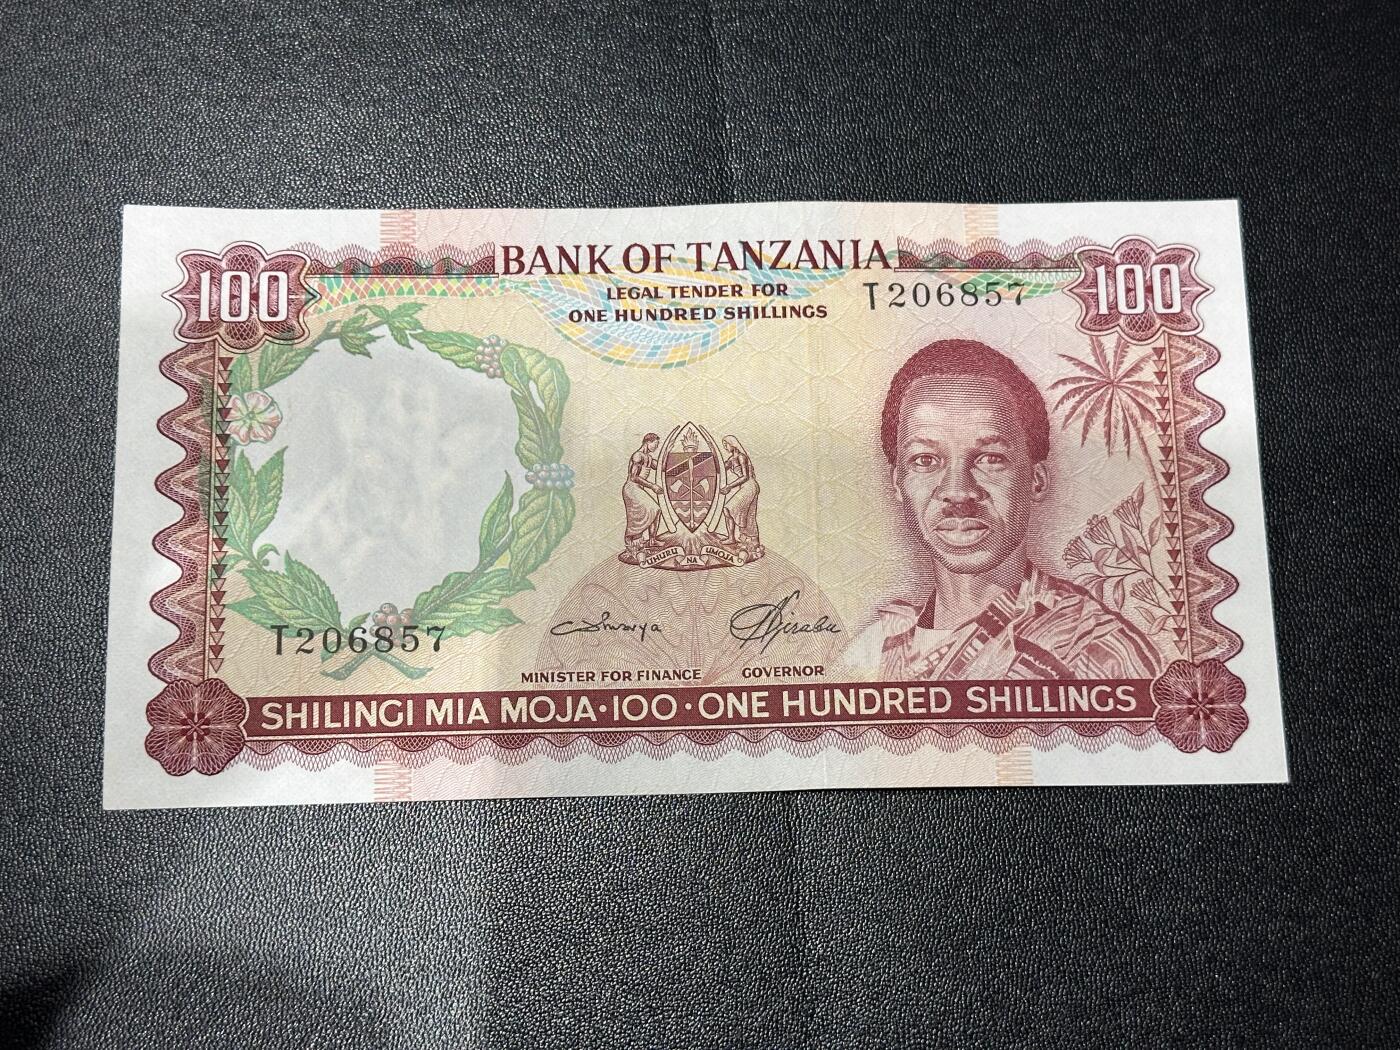 BANK OF TANZANIA
100
100
LEGAL TENDER FOR
ONE HUNDRED SHILLINGS
T206857
UHURU NA UMOJA
T206857
MINISTER FOR FINANCE
GOVERNOR
SHILINGI MIA MOJA·100·ONE HUNDRED SHILLINGS